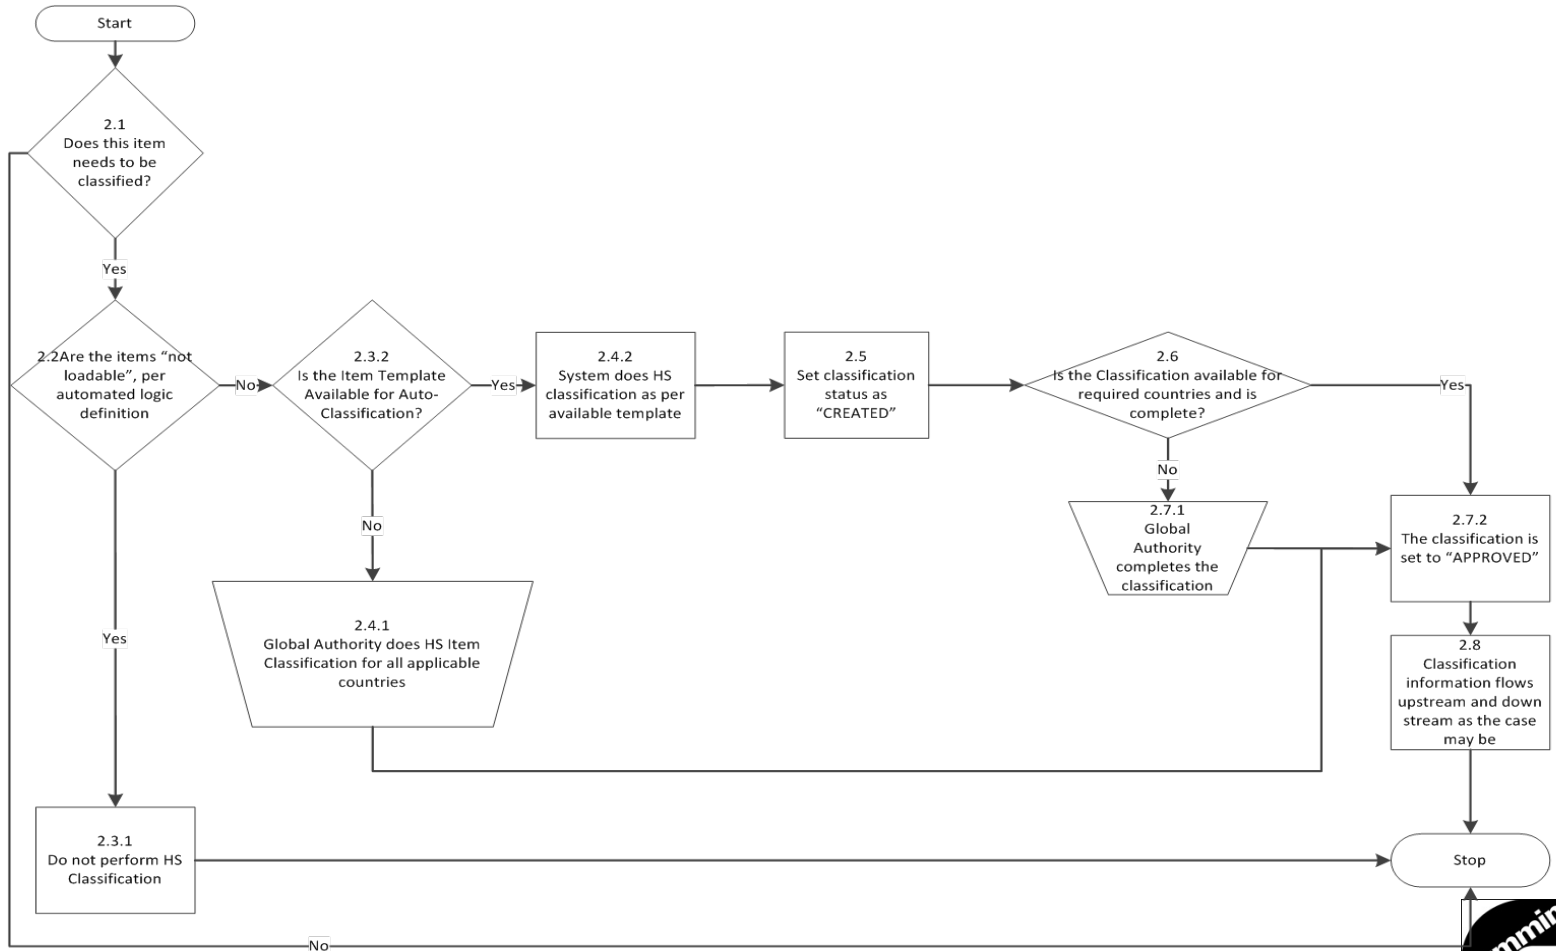 Start
2.1
Does this item
needs to be
classified?
Yes
2.2Are the items “not
loadable”, per
automated logic
definition
No
2.3.2
Is the Item Template
Available for Auto-
Classification?
Yes
2.4.2
System does HS
classification as per
available template
2.5
Set classification
status as
“CREATED”
2.6
Is the Classification available for
required countries and is
complete?
Yes
No
2.7.1
Global
Authority
completes the
classification
2.7.2
The classification is
set to “APPROVED”
No
2.4.1
Global Authority does HS Item
Classification for all applicable
countries
Yes
2.8
Classification
information flows
upstream and down
stream as the case
may be
2.3.1
Do not perform HS
Classification
Stop
No